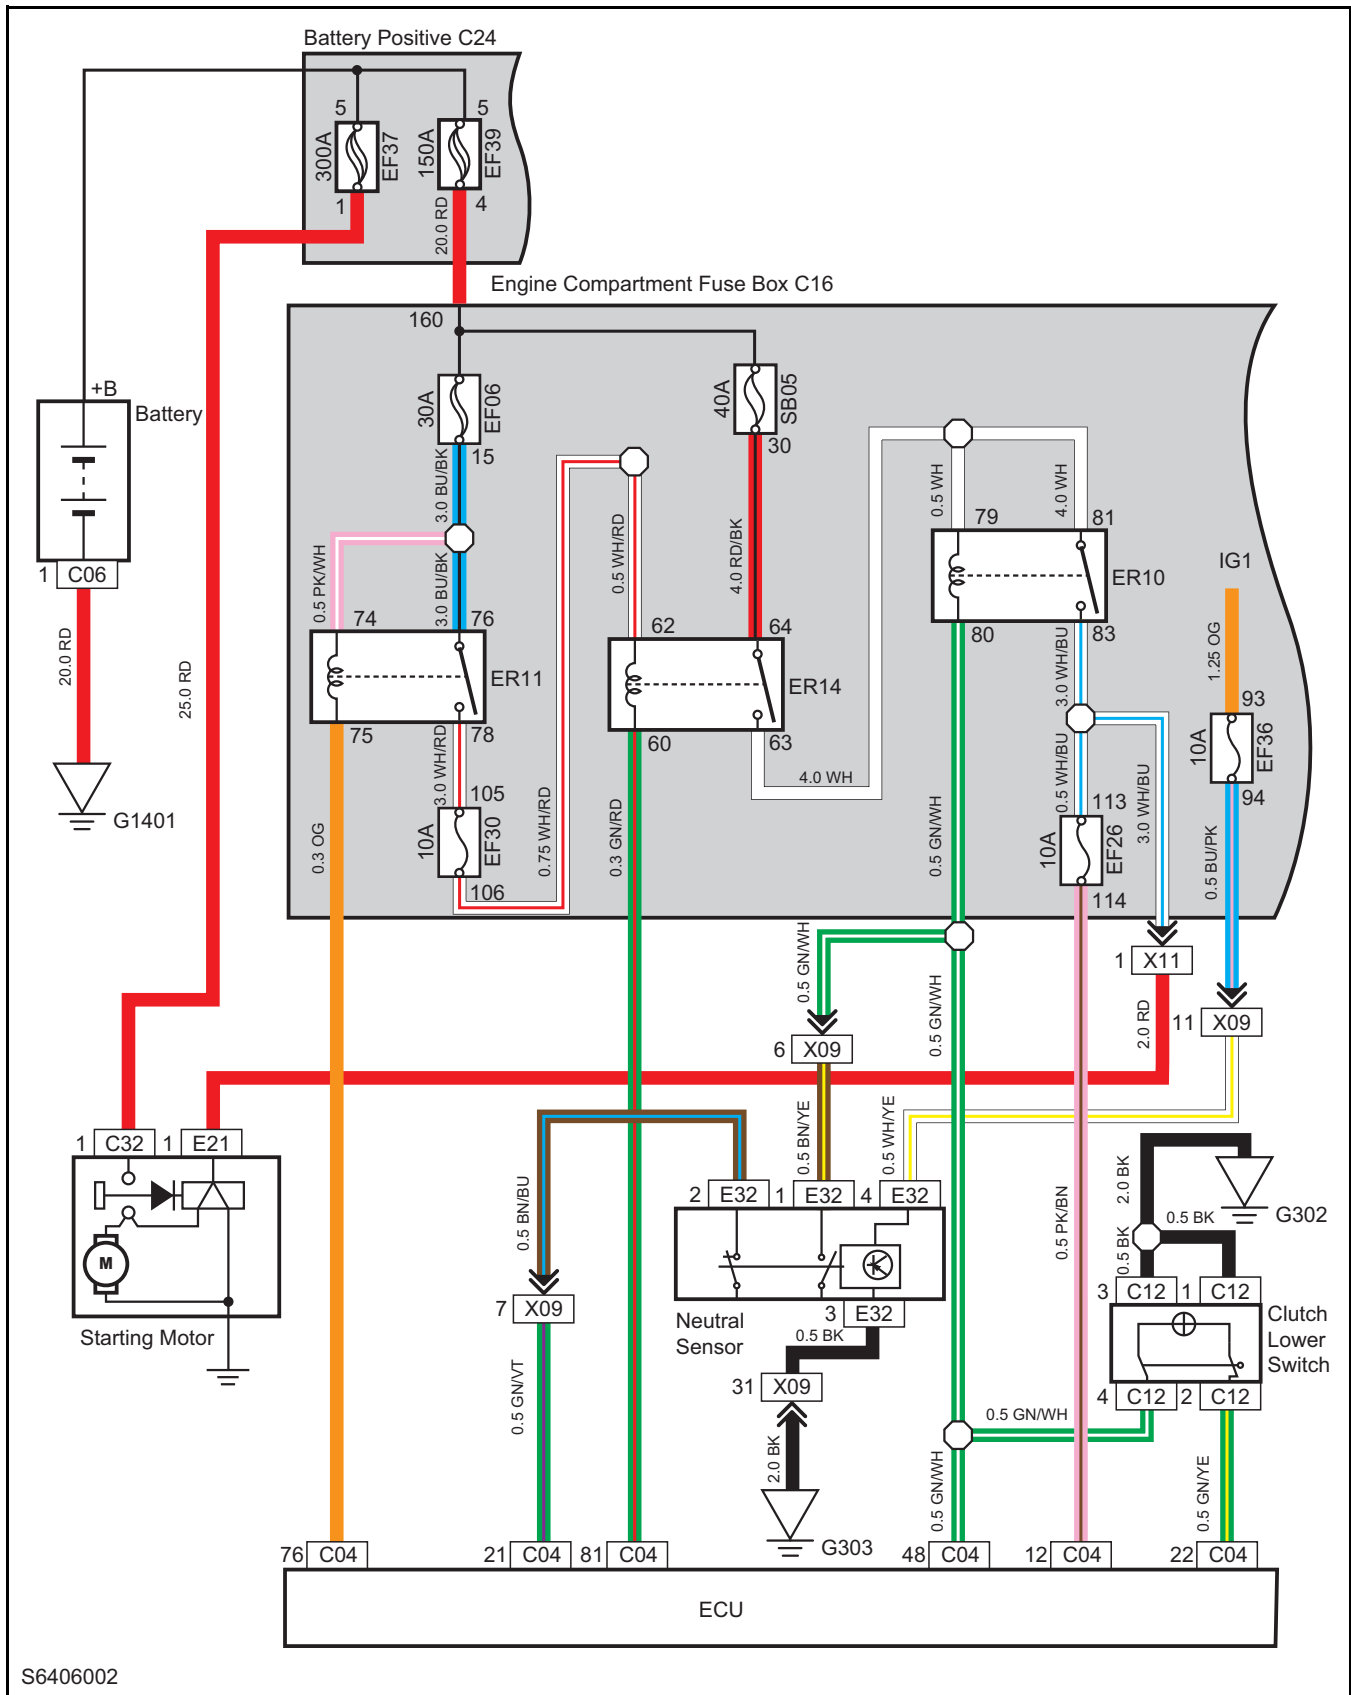 Battery Positive C24
5
5
300A
EF37
150A
EF39
1
4
20.0 RD
Engine Compartment Fuse Box C16
160
+B
Battery
30A
EF06
40A
SB05
15
30
3.0 BU/BK
0.5 WH
4.0 WH
79
81
0.5 PK/WH
3.0 BU/BK
0.5 WH/RD
4.0 RD/BK
IG1
ER10
1
C06
74
76
62
64
80
83
20.0 RD
25.0 RD
ER11
ER14
3.0 WH/BU
1.25 OG
93
75
78
60
63
4.0 WH
10A
EF36
3.0 WH/RD
105
0.5 WH/BU
113
3.0 WH/BU
94
G1401
0.3 OG
10A
EF30
0.75 WH/RD
0.3 GN/RD
0.5 GN/WH
10A
EF26
0.5 BU/PK
106
114
0.5 GN/WH
0.5 GN/WH
1
X11
2.0 RD
11
X09
6
X09
1
C32
1
E21
0.5 BN/YE
0.5 WH/YE
2.0 BK
2
E32
1
E32
4
E32
0.5 BN/BU
0.5 PK/BN
0.5 BK
0.5 BK
G302
M
3
C12
1
C12
7
X09
3
E32
Neutral
Sensor
Clutch
Lower
Switch
Starting Motor
0.5 BK
31
X09
4
C12
2
C12
0.5 GN/VT
2.0 BK
0.5 GN/WH
0.5 GN/WH
0.5 GN/YE
G303
76
C04
21
C04
81
C04
48
C04
12
C04
22
C04
ECU
S6406002